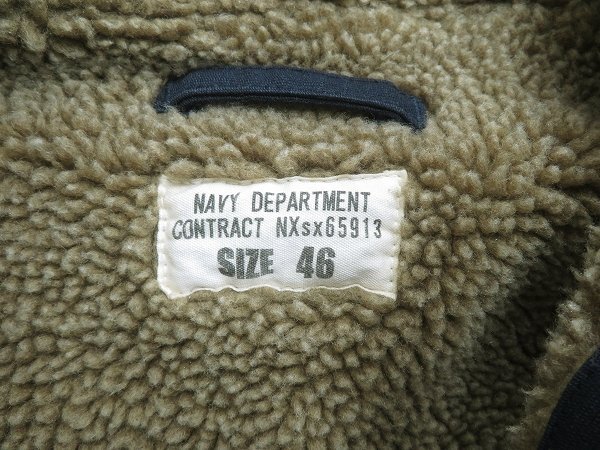 NAVY DEPARTMENT
CONTRACT NXsx65913
SIZE 46